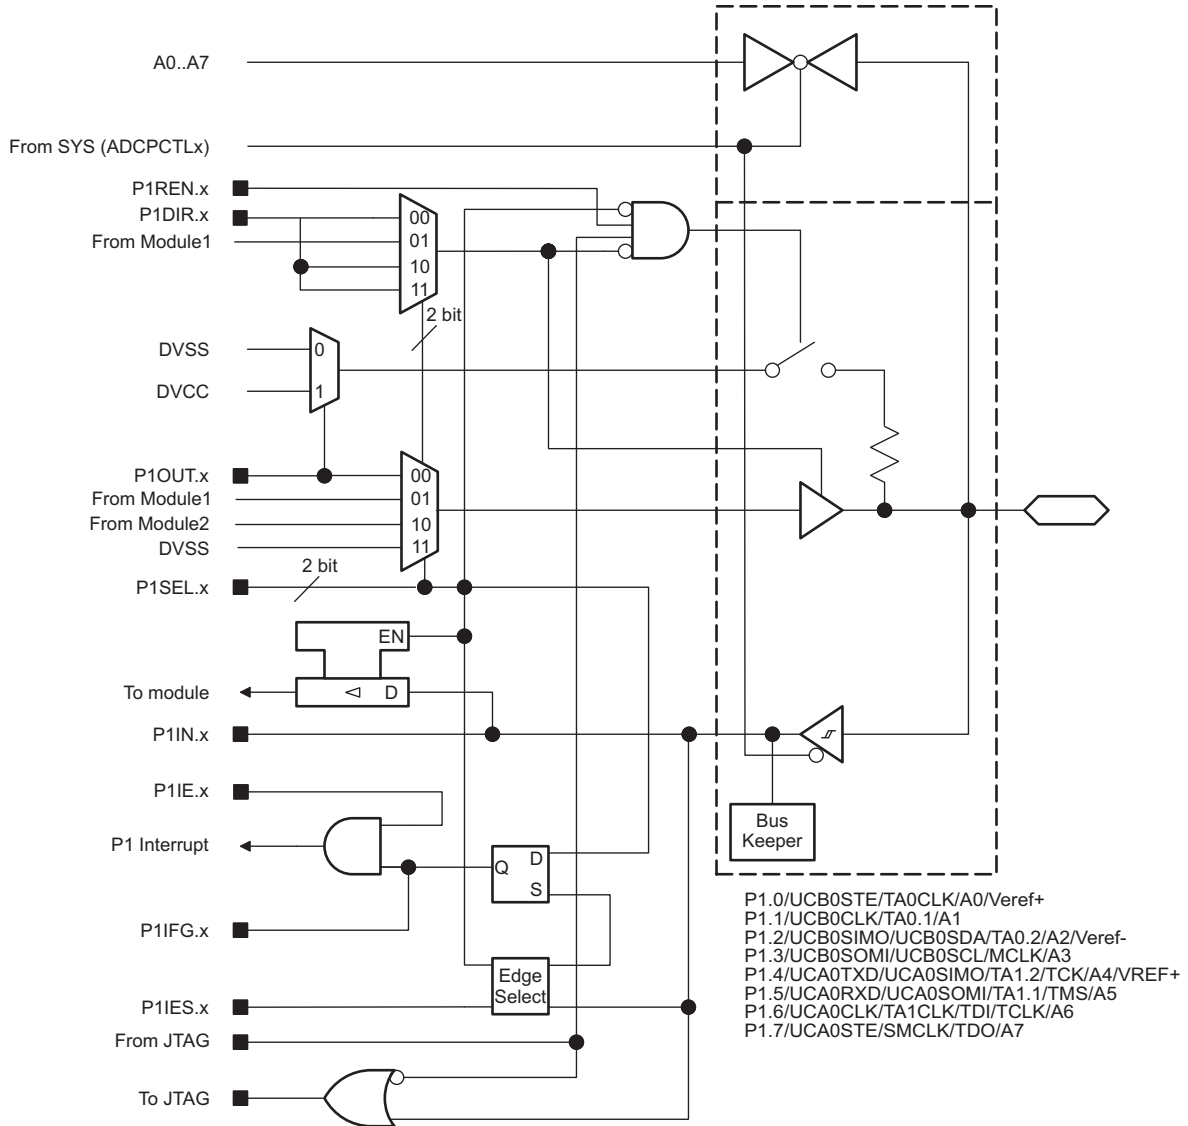 A0..A7
From SYS (ADCPCTLx)
P1REN.x
P1DIR.x
From Module1
00
01
10
11
2 bit
DVSS
0
DVCC
1
P1OUT.x
From Module1
From Module2
DVSS
00
01
10
11
P1SEL.x
2 bit
EN
To module
D
P1IN.x
P1IE.x
P1 Interrupt
Q
D
S
Bus
Keeper
P1IFG.x
Edge
Select
P1IES.x
From JTAG
To JTAG
P1.0/UCB0STE/TA0CLK/A0/Veref+
P1.1/UCB0CLK/TA0.1/A1
P1.2/UCB0SIMO/UCB0SDA/TA0.2/A2/Veref-
P1.3/UCB0SOMI/UCB0SCL/MCLK/A3
P1.4/UCA0TXD/UCA0SIMO/TA1.2/TCK/A4/VREF+
P1.5/UCA0RXD/UCA0SOMI/TA1.1/TMS/A5
P1.6/UCA0CLK/TA1CLK/TDI/TCLK/A6
P1.7/UCA0STE/SMCLK/TDO/A7